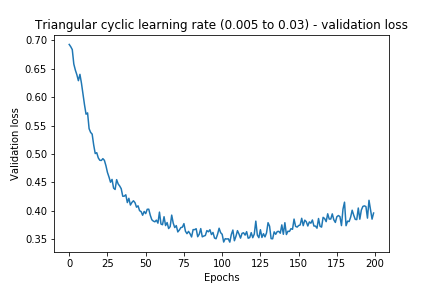 Triangular cyclic learning rate (0.005 to 0.03) - validation loss
0.70
0.65
0.60
0.55
0.50
0.45
0.40
0.35
Validation loss
0 25 50 75 100 125 150 175 200
Epochs